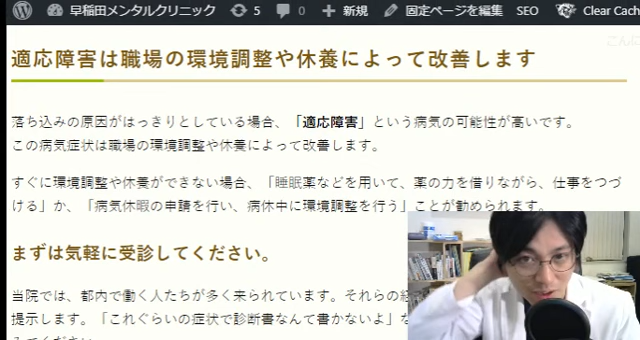 早稲田メンタルクリニック 5 0 + 新規 固定ページを編集 SEO Clear Cach
適応障害は職場の環境調整や休養によって改善します
落ち込みの原因がはっきりとしている場合、「適応障害」という病気の可能性が高いです。
この病気症状は職場の環境調整や休養によって改善します。
すぐに環境調整や休養ができない場合、「睡眠薬などを用いて、薬の力を借りながら、仕事をつづ
ける」か、「病気休暇の申請を行い、病休中に環境調整を行う」ことが勧められます。
まずは気軽に受診してください。
当院では、都内で働く人たちが多く来られています。それらの
提示します。「これぐらいの症状で診断書なんて書かないよ」